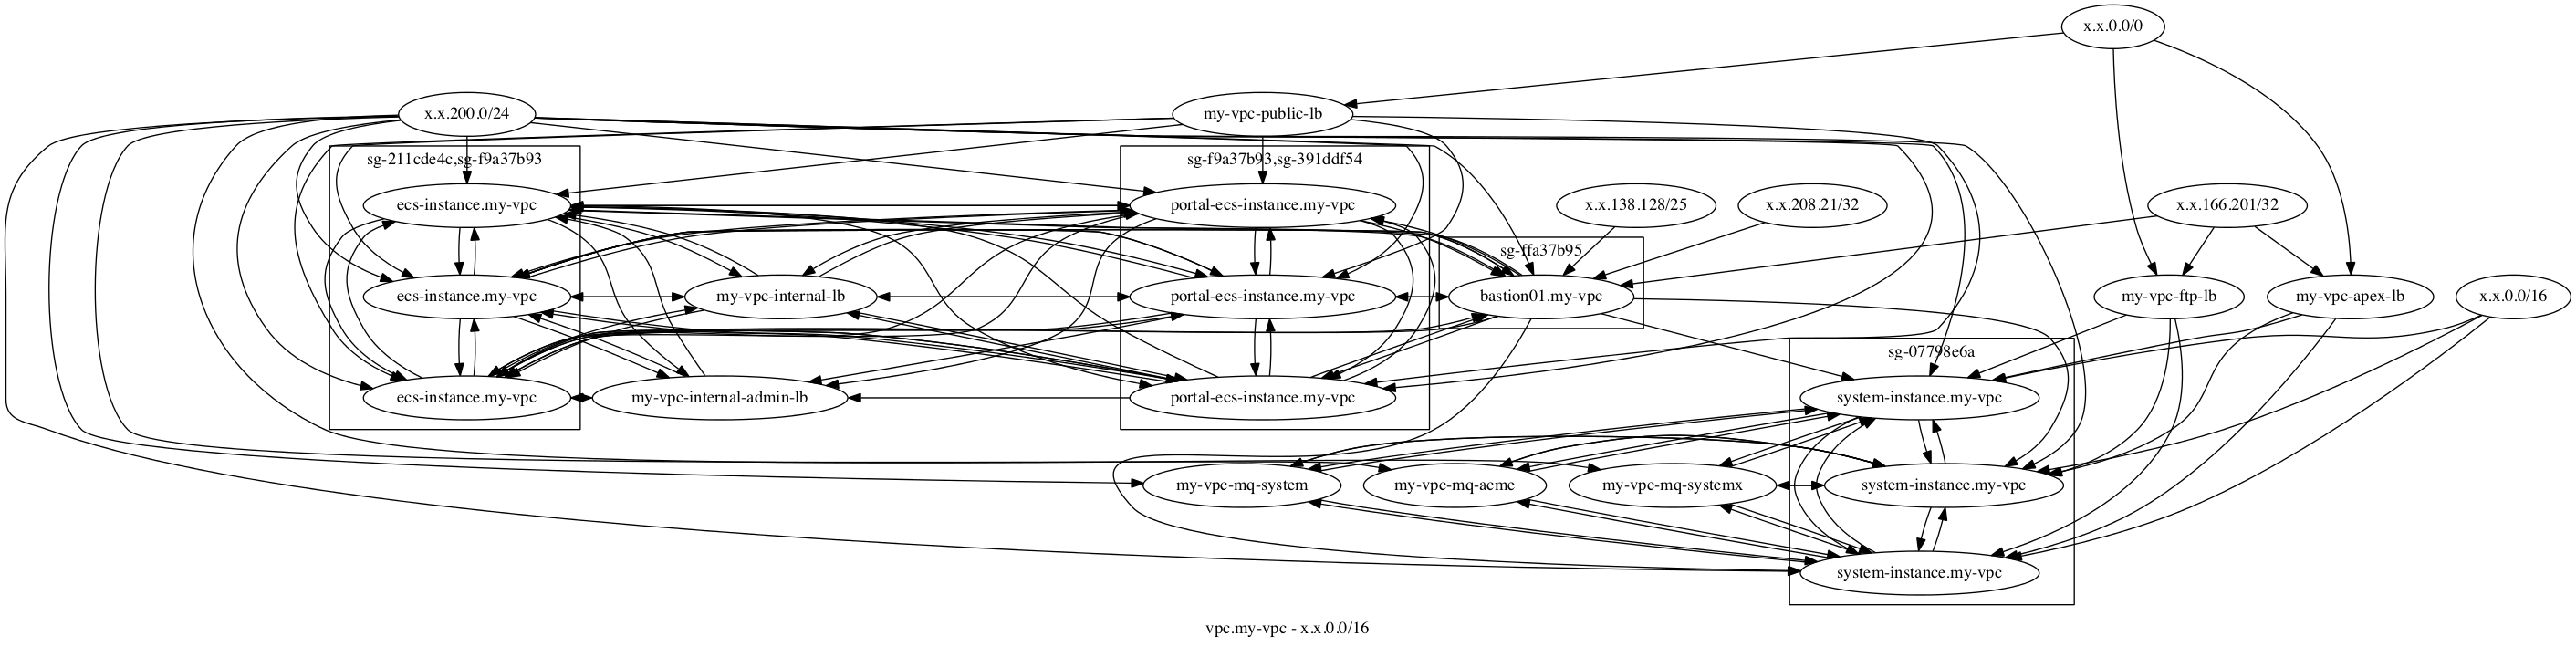 x.x.0.0/0
x.x.200.0/24
my-vpc-public-lb
sg-211cde4c,sg-f9a37b93
sg-f9a37b93,sg-391ddf54
ecs-instance.my-vpc
portal-ecs-instance.my-vpc
x.x.138.128/25
x.x.208.21/32
x.x.166.201/32
sg-ffa37b95
ecs-instance.my-vpc
my-vpc-internal-lb
portal-ecs-instance.my-vpc
bastion01.my-vpc
my-vpc-ftp-lb
my-vpc-apex-lb
x.x.0.0/16
sg-07798e6a
ecs-instance.my-vpc
my-vpc-internal-admin-lb
portal-ecs-instance.my-vpc
system-instance.my-vpc
my-vpc-mq-system
my-vpc-mq-acme
my-vpc-mq-systemx
system-instance.my-vpc
system-instance.my-vpc
vpc.my-vpc - x.x.0.0/16